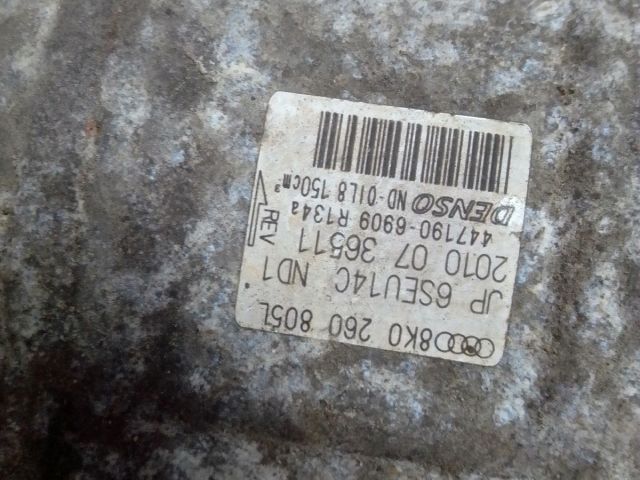 8K0 260 805L
JP 6SEU14C ND1
2010 07 36511
447190-6909 R134a
DENSO ND-OIL8 150cm³
REV